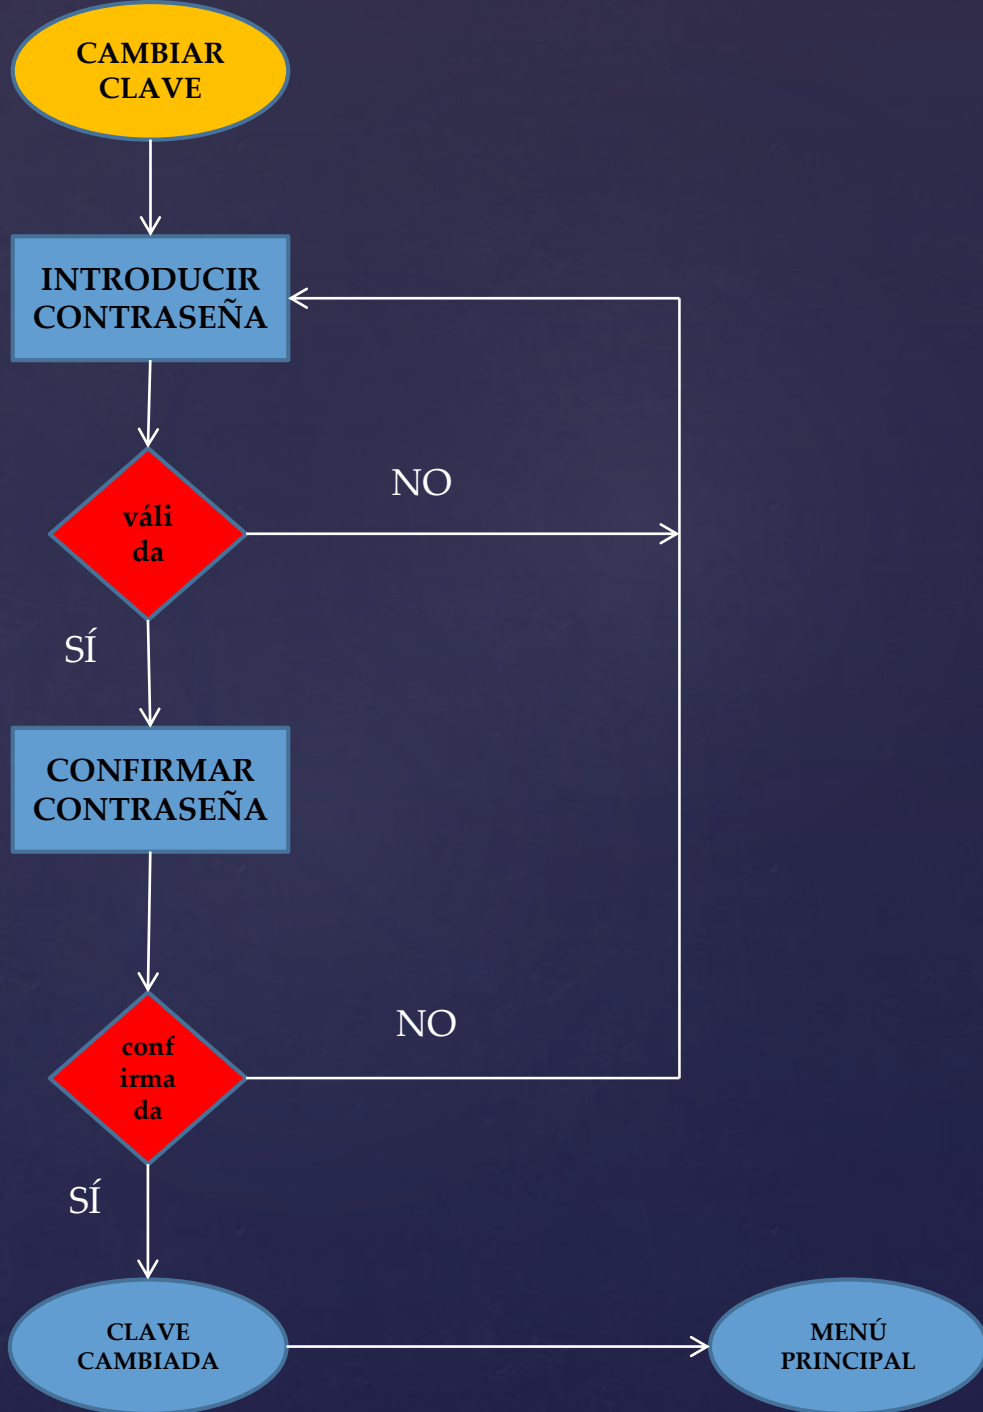 CAMBIAR
CLAVE
INTRODUCIR
CONTRASEÑA
NO
váli
da
SÍ
CONFIRMAR
CONTRASEÑA
NO
conf
irma
da
SÍ
CLAVE
CAMBIADA
MENÚ
PRINCIPAL